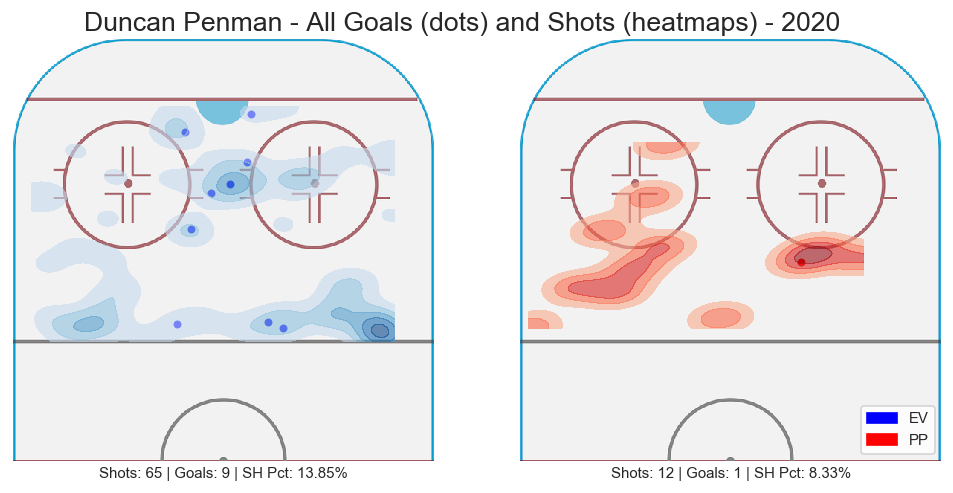 Duncan Penman - All Goals (dots) and Shots (heatmaps) - 2020
EV
PP
Shots: 65 | Goals: 9 | SH Pct: 13.85%
Shots: 12 | Goals: 1 | SH Pct: 8.33%